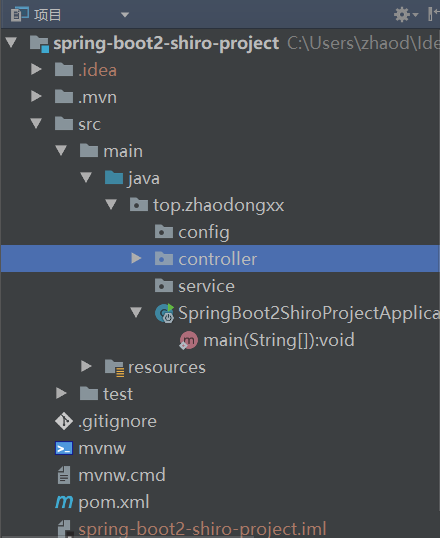 项目
spring-boot2-shiro-project C:\Users\zhaod\Ide
.idea
.mvn
src
main
java
top.zhaodongxx
config
controller
service
SpringBoot2ShiroProjectApplica
main(String[]):void
resources
test
.gitignore
mvnw
mvnw.cmd
pom.xml
spring-boot2-shiro-project.iml